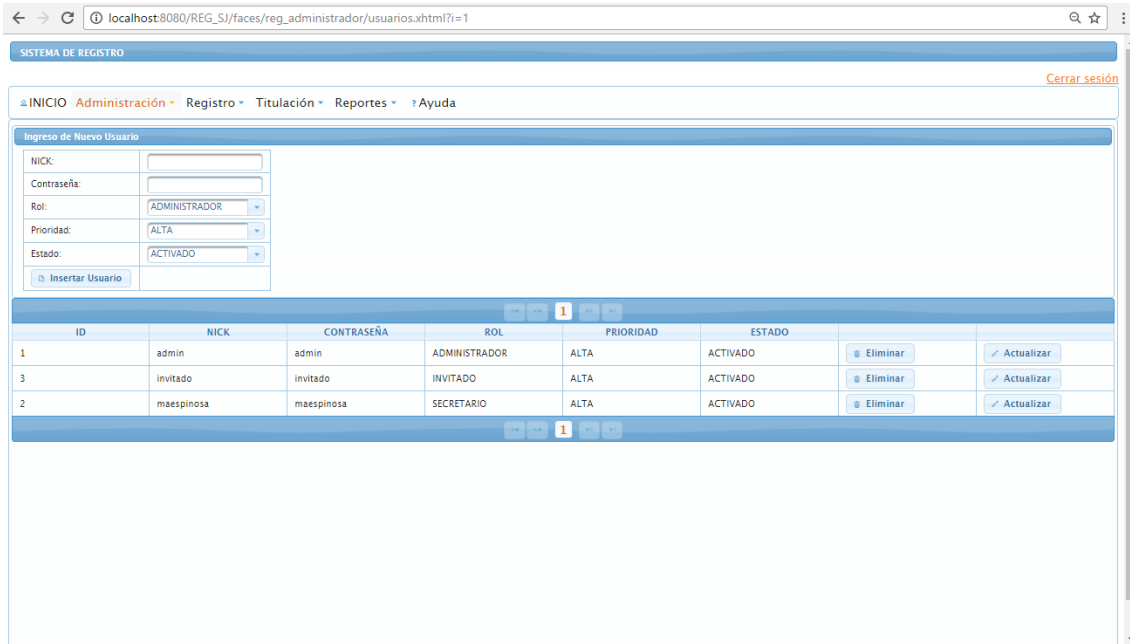 localhost:8080/REG_SJ/faces/reg_administrador/usuarios.xhtml?i=1
SISTEMA DE REGISTRO
Cerrar sesión
INICIO Administración Registro Titulación Reportes ? Ayuda
Ingreso de Nuevo Usuario
NICK:
Contraseña:
Rol: ADMINISTRADOR
Prioridad: ALTA
Estado: ACTIVADO
Insertar Usuario
1
ID NICK CONTRASEÑA ROL PRIORIDAD ESTADO
1 admin admin ADMINISTRADOR ALTA ACTIVADO Eliminar Actualizar
3 invitado invitado INVITADO ALTA ACTIVADO Eliminar Actualizar
2 maespinosa maespinosa SECRETARIO ALTA ACTIVADO Eliminar Actualizar
1